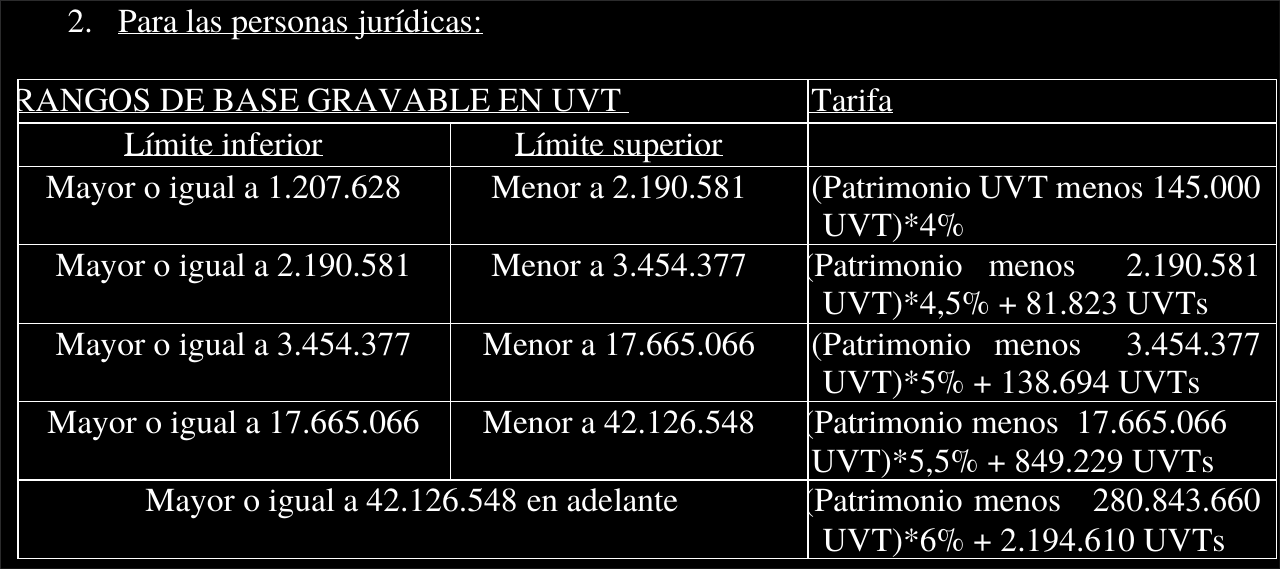 2. Para las personas jurídicas:
RANGOS DE BASE GRAVABLE EN UVT Tarifa
Límite inferior Límite superior
Mayor o igual a 1.207.628 Menor a 2.190.581 (Patrimonio UVT menos 145.000
UVT)*4%
Mayor o igual a 2.190.581 Menor a 3.454.377 (Patrimonio menos 2.190.581
UVT)*4,5% + 81.823 UVTs
Mayor o igual a 3.454.377 Menor a 17.665.066 (Patrimonio menos 3.454.377
UVT)*5% + 138.694 UVTs
Mayor o igual a 17.665.066 Menor a 42.126.548 (Patrimonio menos 17.665.066
UVT)*5,5% + 849.229 UVTs
Mayor o igual a 42.126.548 en adelante (Patrimonio menos 280.843.660
UVT)*6% + 2.194.610 UVTs